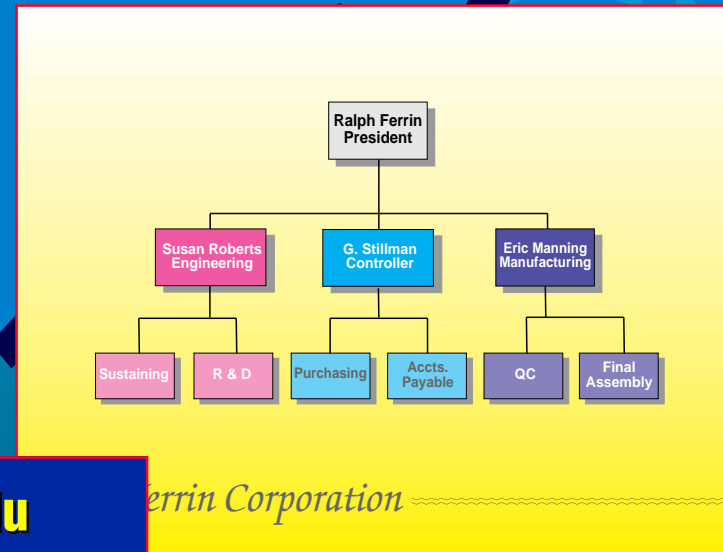 Ralph Ferrin
President
Susan Roberts
Engineering
G. Stillman
Controller
Eric Manning
Manufacturing
Sustaining
R & D
Purchasing
Accts.
Payable
QC
Final
Assembly
Corporation